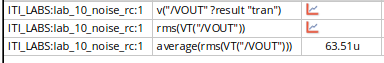 ITI_LABS:lab_10_noise_rc:1 v("/VOUT" ?result "tran")
ITI_LABS:lab_10_noise_rc:1 rms(VT("/VOUT"))
ITI_LABS:lab_10_noise_rc:1 average(rms(VT("/VOUT"))) 63.51u